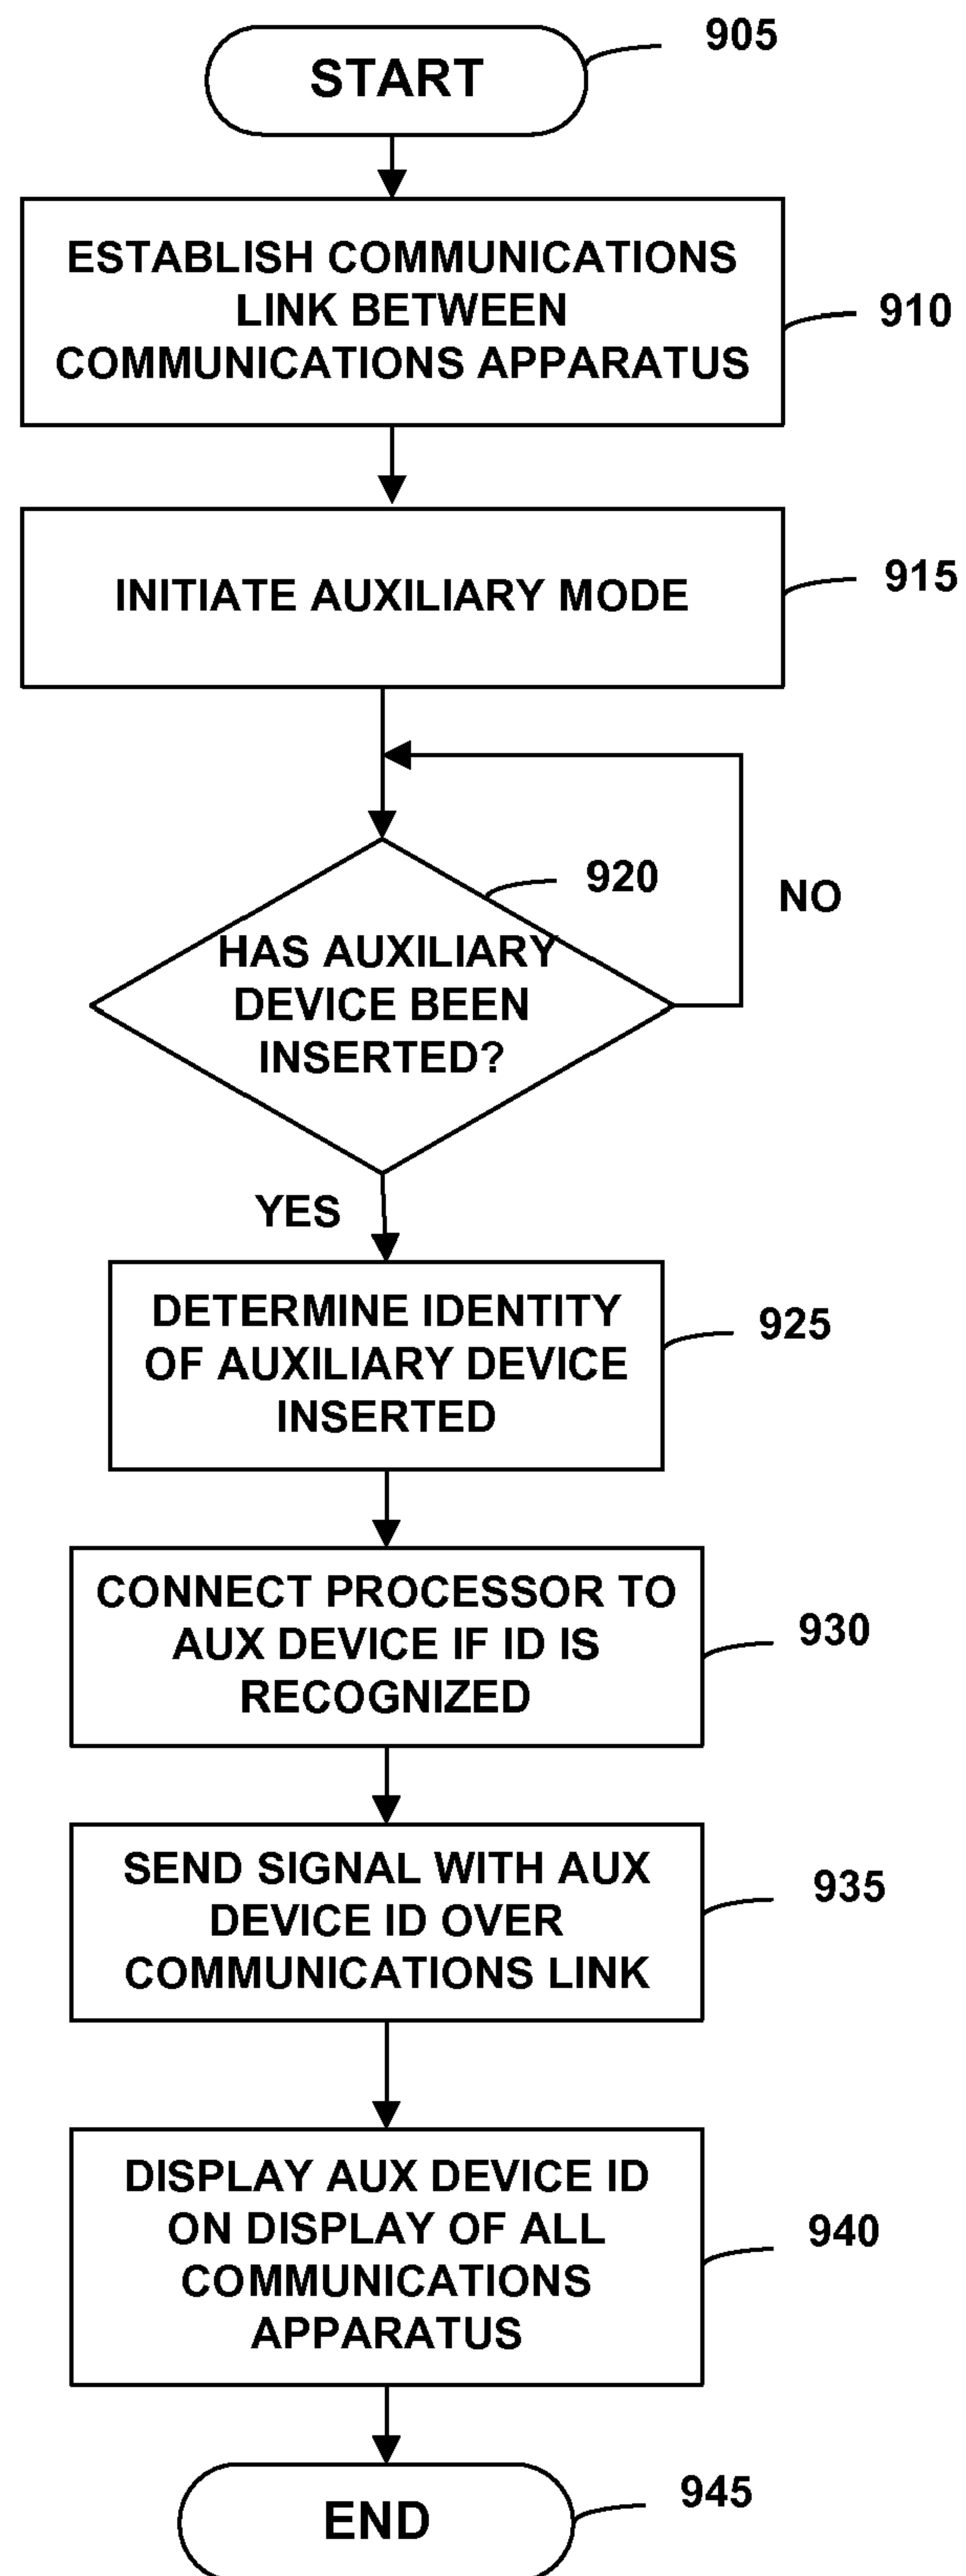 START
905
ESTABLISH COMMUNICATIONS
LINK BETWEEN
COMMUNICATIONS APPARATUS
910
INITIATE AUXILIARY MODE
915
920
NO
HAS AUXILIARY
DEVICE BEEN
INSERTED?
YES
DETERMINE IDENTITY
OF AUXILIARY DEVICE
INSERTED
925
CONNECT PROCESSOR TO
AUX DEVICE IF ID IS
RECOGNIZED
930
SEND SIGNAL WITH AUX
DEVICE ID OVER
COMMUNICATIONS LINK
935
DISPLAY AUX DEVICE ID
ON DISPLAY OF ALL
COMMUNICATIONS
APPARATUS
940
END
945